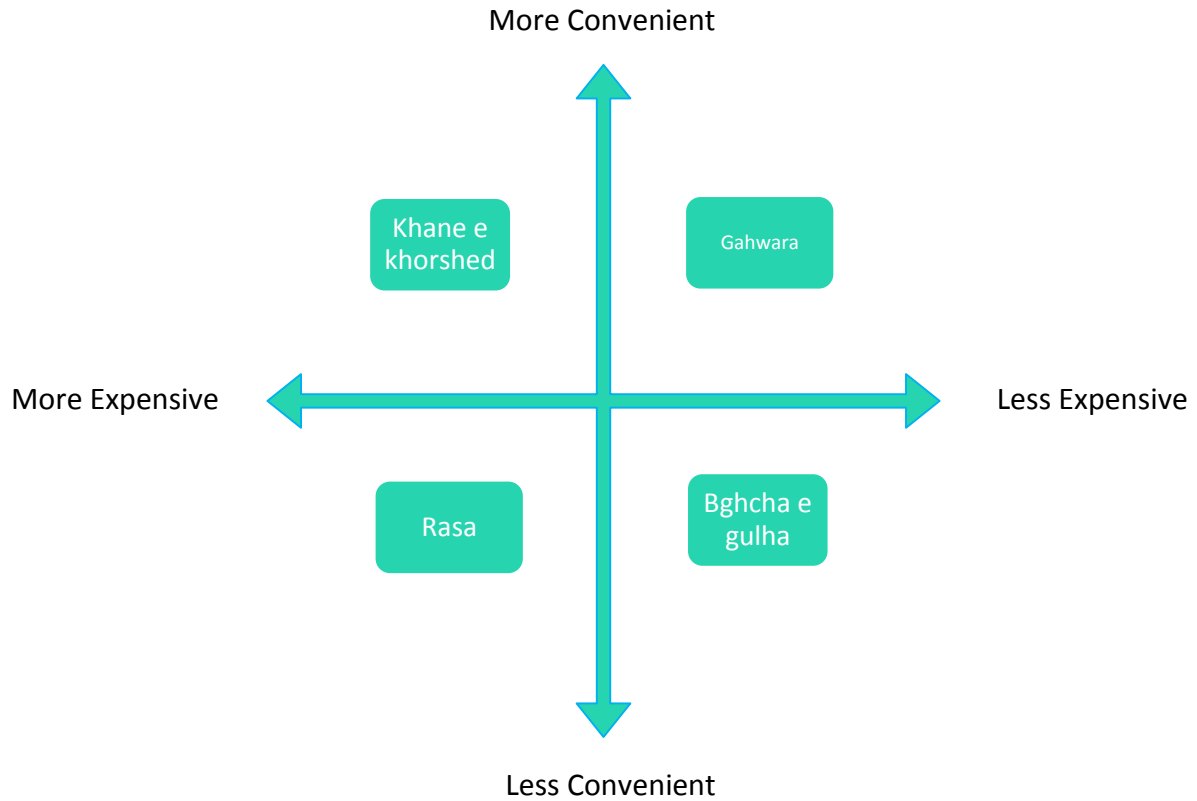 More Convenient
Khane e
khorshed
Gahwara
More Expensive
Less Expensive
Rasa
Bghcha e
gulha
Less Convenient